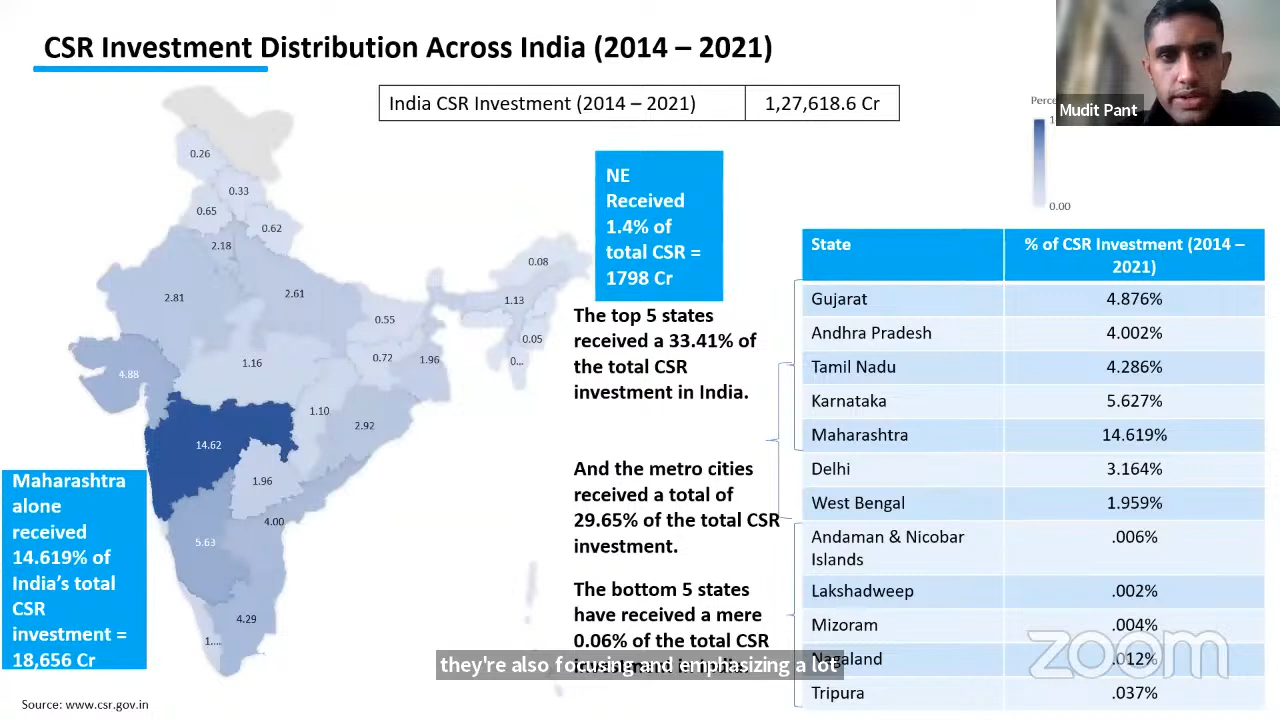 CSR Investment Distribution Across India (2014 – 2021)
India CSR Investment (2014 – 2021) 1,27,618.6 Cr
Mudit Pant
Perce
1
0.00
0.26
0.33
0.65
0.62
2.18
2.81
2.61
0.08
1.13
0.55
0.05
0.72
1.96
0...
1.16
4.88
1.10
2.92
14.62
1.96
4.00
5.63
4.29
1....
NE
Received
1.4% of
total CSR =
1798 Cr
The top 5 states
received a 33.41% of
the total CSR
investment in India.
And the metro cities
received a total of
29.65% of the total CSR
investment.
The bottom 5 states
have received a mere
0.06% of the total CSR
Maharashtra
alone
received
14.619% of
India's total
CSR
investment =
18,656 Cr
State % of CSR Investment (2014 –
2021)
Gujarat 4.876%
Andhra Pradesh 4.002%
Tamil Nadu 4.286%
Karnataka 5.627%
Maharashtra 14.619%
Delhi 3.164%
West Bengal 1.959%
Andaman & Nicobar .006%
Islands
Lakshadweep .002%
Mizoram .004%
Nagaland .012%
Tripura .037%
zoom
they're also focusing and emphasizing a lot
Source: www.csr.gov.in